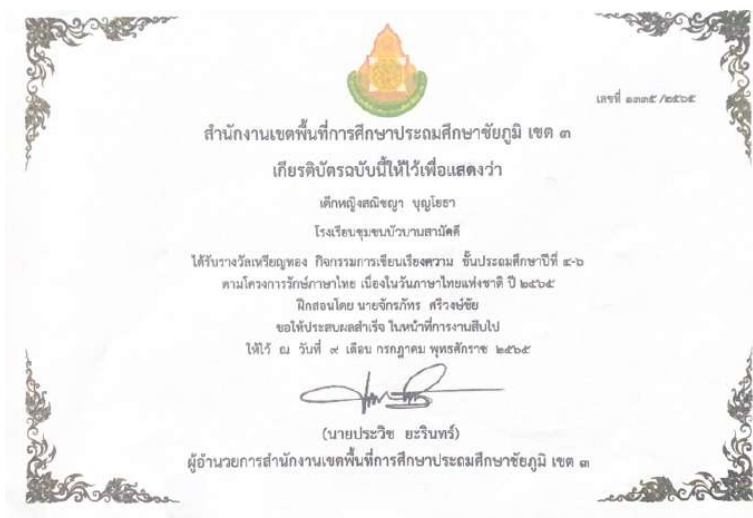 เลขที่ ๑๓๓๕ /๒๕๖๕
สำนักงานเขตพื้นที่การศึกษาประถมศึกษาชัยภูมิ เขต ๓
เกียรติบัตรฉบับนี้ให้ไว้เพื่อแสดงว่า
เด็กหญิงสณิชญา บุญโยธา
โรงเรียนชุมชนบัวบานสามัคคี
ได้รับรางวัลเหรียญทอง กิจกรรมการเขียนเรียงความ ชั้นประถมศึกษาปีที่ ๔-๖
ตามโครงการรักษ์ภาษาไทย เนื่องในวันภาษาไทยแห่งชาติ ปี ๒๕๖๕
ฝึกสอนโดย นายจักรภัทร ศรีวงษ์ชัย
ขอให้ประสบผลสำเร็จ ในหน้าที่การงานสืบไป
ให้ไว้ ณ วันที่ ๙ เดือน กรกฎาคม พุทธศักราช ๒๕๖๕
(นายประวิช ยะรินทร์)
ผู้อำนวยการสำนักงานเขตพื้นที่การศึกษาประถมศึกษาชัยภูมิ เขต ๓